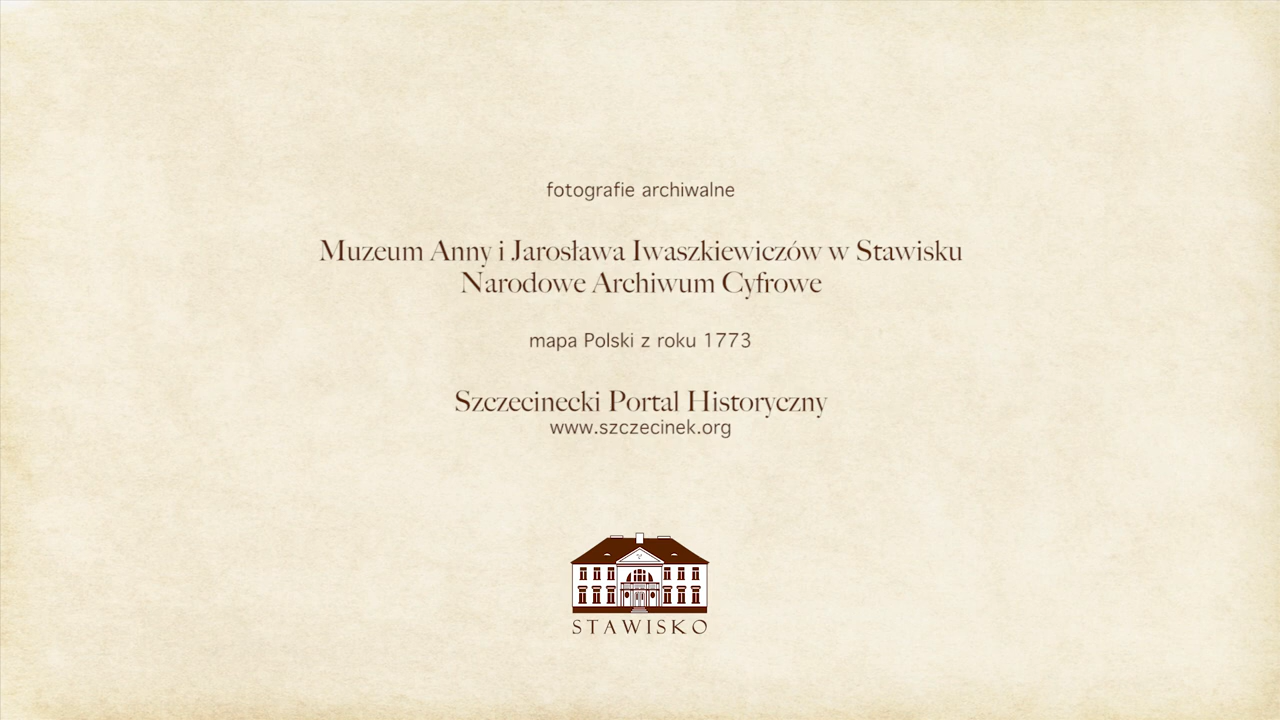 fotografie archiwalne
Muzeum Anny i Jarosława Iwaszkiewiczów w Stawisku
Narodowe Archiwum Cyfrowe
mapa Polski z roku 1773
Szczecinecki Portal Historyczny
www.szczecinek.org
STAWISKO